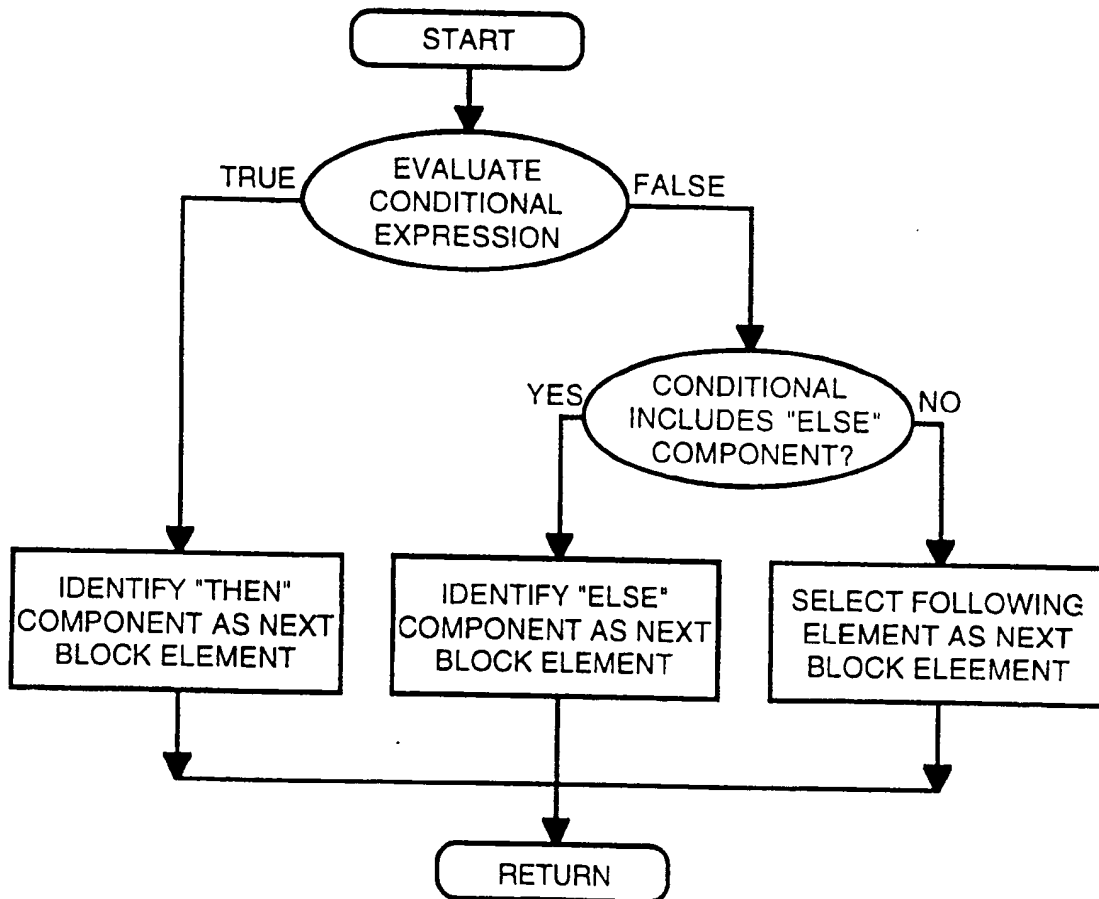 START
EVALUATE
CONDITIONAL
EXPRESSION
TRUE
FALSE
CONDITIONAL
INCLUDES "ELSE"
COMPONENT?
YES
NO
IDENTIFY "THEN"
COMPONENT AS NEXT
BLOCK ELEMENT
IDENTIFY "ELSE"
COMPONENT AS NEXT
BLOCK ELEMENT
SELECT FOLLOWING
ELEMENT AS NEXT
BLOCK ELEEMENT
RETURN